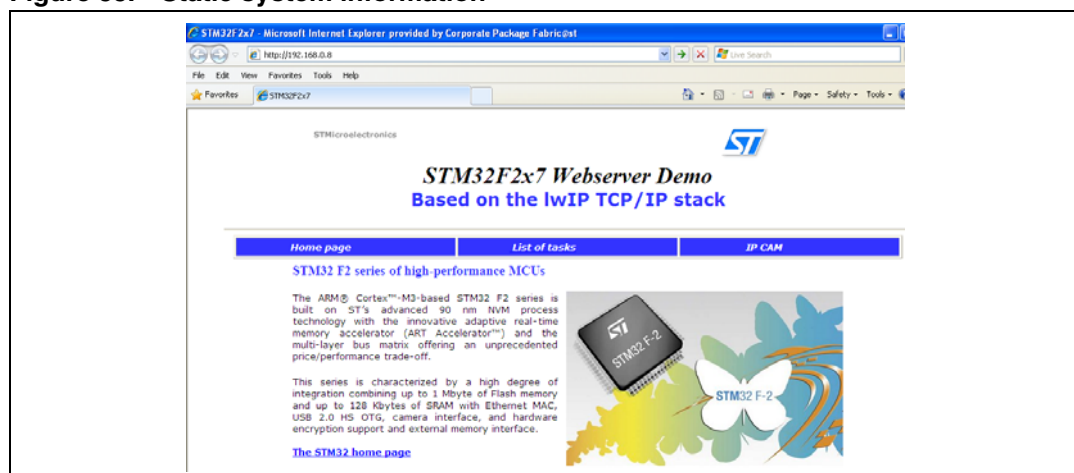 STM32F2x7 - Microsoft Internet Explorer provided by Corporate Package Fabric@st
http://192.168.0.8
Live Search
File Edit View Favorites Tools Help
Favorites
STM32F2x7
Page
Safety
Tools
STMicroelectronics
ST
STM32F2x7 Webserver Demo
Based on the lwIP TCP/IP stack
Home page
List of tasks
IP CAM
STM32 F2 series of high-performance MCUs
The ARM® Cortex™-M3-based STM32 F2 series is
built on ST's advanced 90 nm NVM process
technology with the innovative adaptive real-time
memory accelerator (ART Accelerator™) and the
multi-layer bus matrix offering an unprecedented
price/performance trade-off.
This series is characterized by a high degree of
integration combining up to 1 Mbyte of Flash memory
and up to 128 Kbytes of SRAM with Ethernet MAC,
USB 2.0 HS OTG, camera interface, and hardware
encryption support and external memory interface.
The STM32 home page
ST
STM32 F-2
STM32 F-2